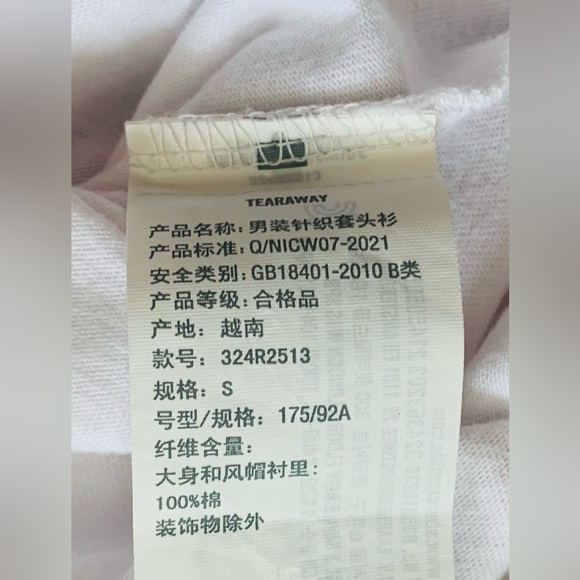 TEARAWAY
产品名称: 男装针织套头衫
产品标准: Q/NICW07-2021
安全类别: GB18401-2010 B类
产品等级: 合格品
产地: 越南
款号: 324R2513
规格: S
号型/规格: 175/92A
纤维含量:
大身和风帽衬里:
100%棉
装饰物除外